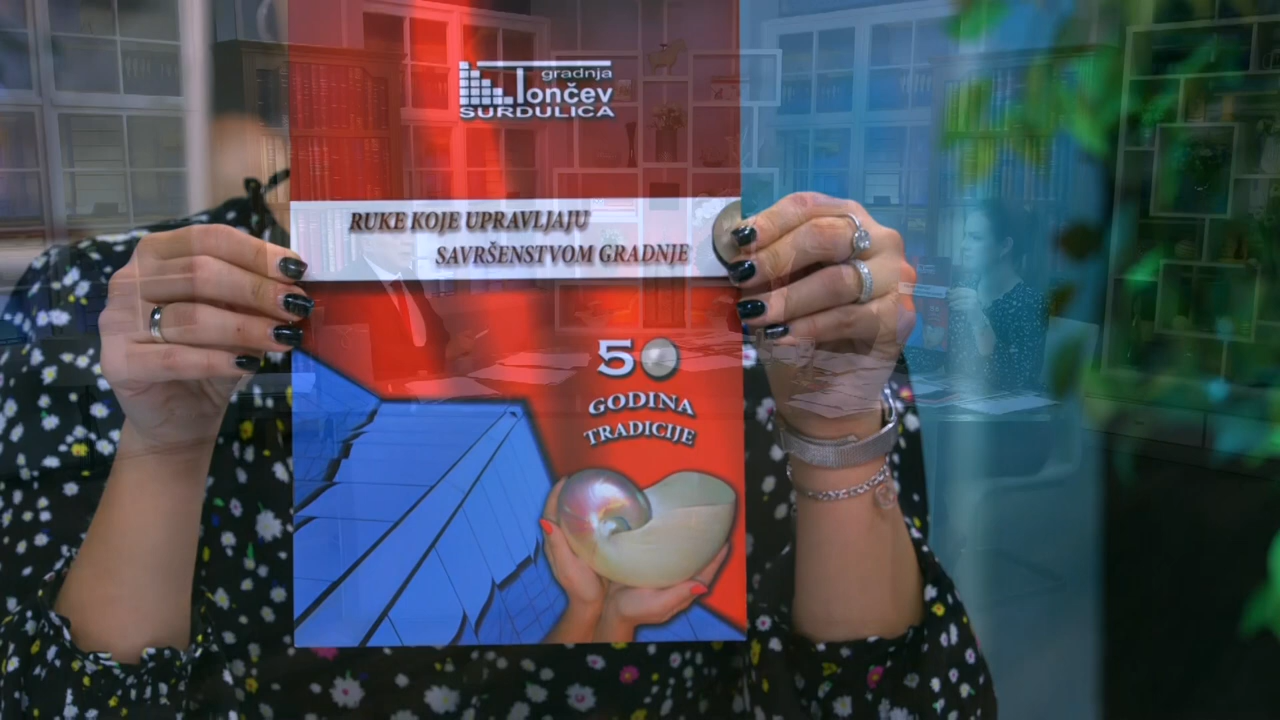 gradnja
Tončev
SURDULICA
RUKE KOJE UPRAVLJAJU
SAVRŠENSTVOM GRADNJE
50
GODINA
TRADICIJE